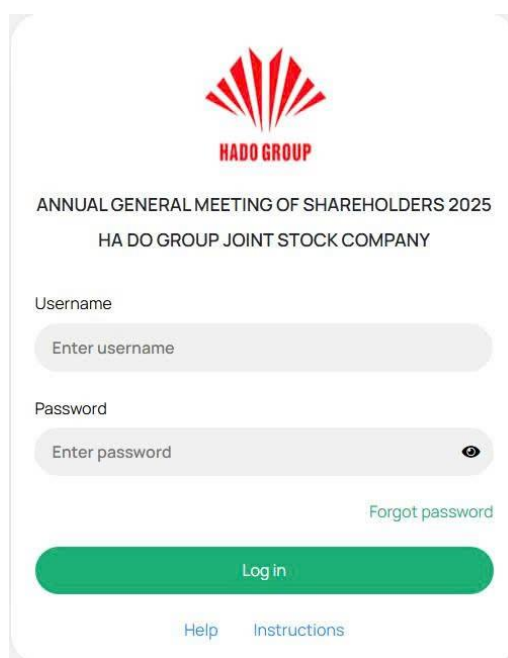 HADO GROUP
ANNUAL GENERAL MEETING OF SHAREHOLDERS 2025
HA DO GROUP JOINT STOCK COMPANY
Username
Enter username
Password
Enter password
Forgot password
Log in
Help Instructions